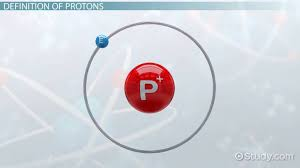 DEFINITION OF PROTONS
E-
P+
Study.com